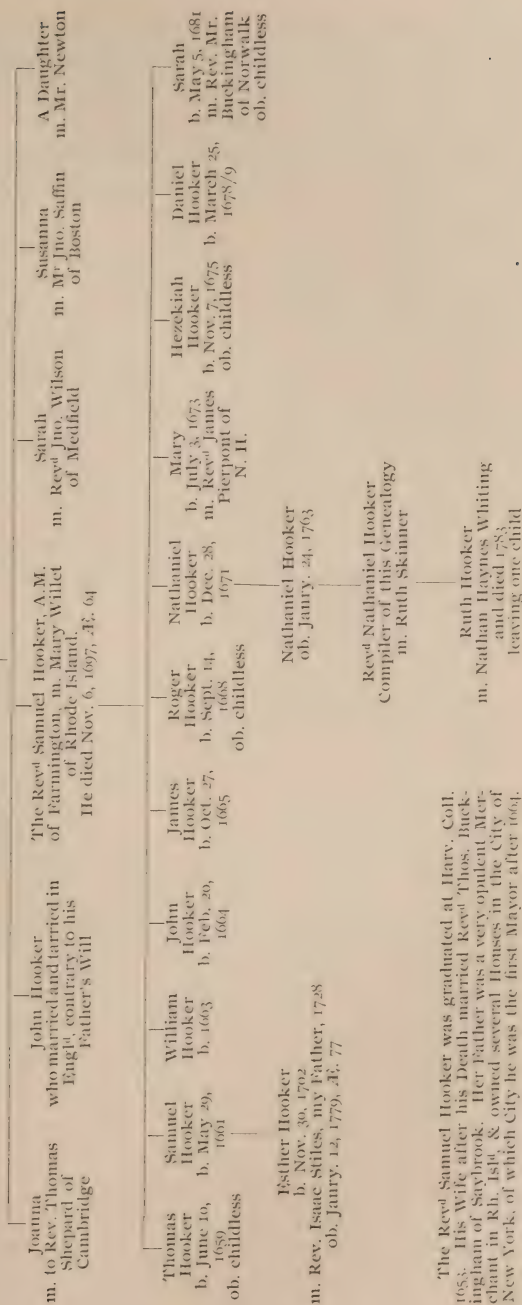 Joanna
m. to Rev. Thomas
Shepard of
Cambridge
John Hooker
who married and tarried in
Engld, contrary to his
Father's Will
The Revd Samuel Hooker, A.M.
of Farmington, m. Mary Willet
of Rhode Island.
He died Nov. 6, 1697, Æ. 64
Sarah
m. Revd Jno. Wilson
of Medfield
Susanna
m. Mr Jno. Saffin
of Boston
A Daughter
m. Mr. Newton
Thomas
Hooker
b. June 10,
1659
ob. childless
Samuel
Hooker
b. May 29,
1661
William
Hooker
b. 1663
John
Hooker
b. Feb. 20,
1664
James
Hooker
b. Oct. 27,
1665
Roger
Hooker
b. Sept. 14,
1668
ob. childless
Nathaniel
Hooker
b. Dec. 28,
1671
Mary
b. July 3, 1673
m. Revd James
Pierpont of
N. H.
Hezekiah
Hooker
b. Nov. 7, 1675
ob. childless
Daniel
Hooker
b. March 25,
1678/9
Sarah
b. May 5, 1681
m. Rev. Mr.
Buckingham
of Norwalk
ob. childless
Esther Hooker
b. Nov. 30, 1702
m. Rev. Isaac Stiles, my Father, 1728
ob. Janry. 12, 1779, Æ. 77
Nathaniel Hooker
ob. Janry. 24, 1763
Revd Nathaniel Hooker
Compiler of this Genealogy
m. Ruth Skinner
Ruth Hooker
m. Nathan Haynes Whiting
and died 1783
leaving one child
The Revd Samuel Hooker was graduated at Harv. Coll.
1653. His Wife after his Death married Revd Thos. Buck-
ingham of Saybrook. Her Father was a very opulent Mer-
chant in Rh. Isld & owned several Houses in the City of
New York, of which City he was the first Mayor after 1664.